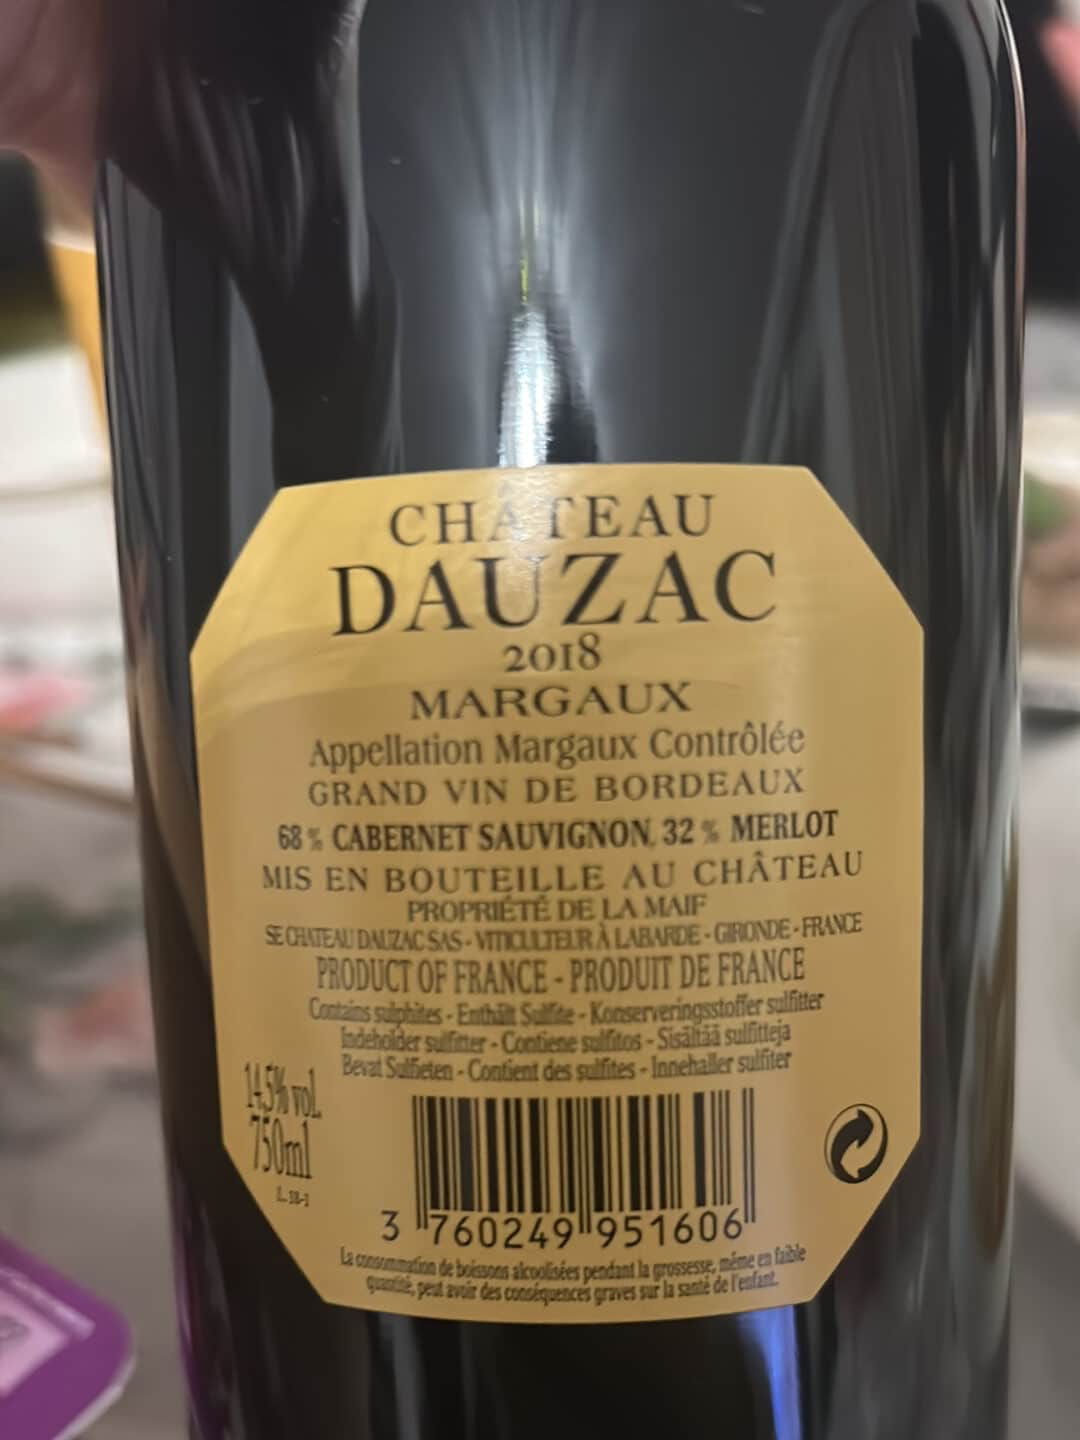 CHÂTEAU
DAUZAC
2018
MARGAUX
Appellation Margaux Contrôlée
GRAND VIN DE BORDEAUX
68 % CABERNET SAUVIGNON, 32 % MERLOT
MIS EN BOUTEILLE AU CHÂTEAU
PROPRIÉTÉ DE LA MAIF
SE CHATEAU DAUZAC SAS - VITICULTEUR À LABARDE - GIRONDE - FRANCE
PRODUCT OF FRANCE - PRODUIT DE FRANCE
Contains sulphites - Enthält Sulfite - Konserveringsstoffer sulfitter
Indeholder sulfitter - Contiene sulfitos - Sisältää sulfitteja
Bevat Sulfieten - Contient des sulfites - Innehaller sulfiter
14,5% vol.
750ml
3 760249 951606
La consommation de boissons alcoolisées pendant la grossesse, même en faible
quantité, peut avoir des conséquences graves sur la santé de l'enfant.